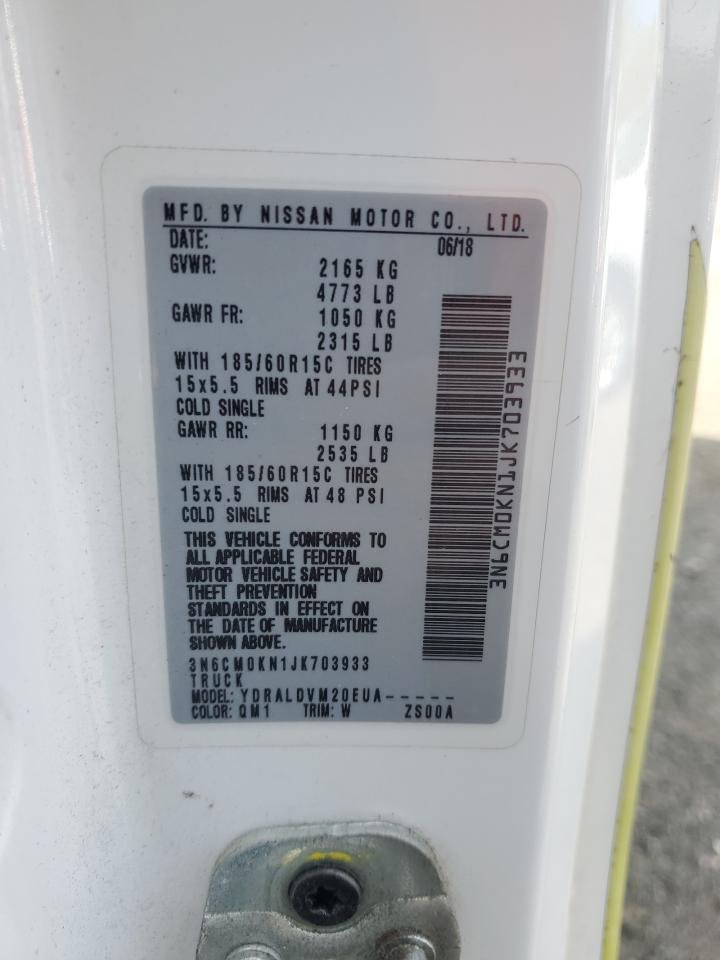 MFD. BY NISSAN MOTOR CO., LTD.
DATE: 06/18
GVWR: 2165 KG
4773 LB
GAWR FR: 1050 KG
2315 LB
WITH 185/60R15C TIRES
15x5.5 RIMS AT 44PSI
COLD SINGLE
GAWR RR: 1150 KG
2535 LB
WITH 185/60R15C TIRES
15x5.5 RIMS AT 48 PSI
COLD SINGLE
THIS VEHICLE CONFORMS TO
ALL APPLICABLE FEDERAL
MOTOR VEHICLE SAFETY AND
THEFT PREVENTION
STANDARDS IN EFFECT ON
THE DATE OF MANUFACTURE
SHOWN ABOVE.
3N6CM0KN1JK703933
TRUCK
MODEL: YDRALDVM20EUA-----
COLOR: QM1 TRIM: W ZS00A
3N6CM0KN1JK703933